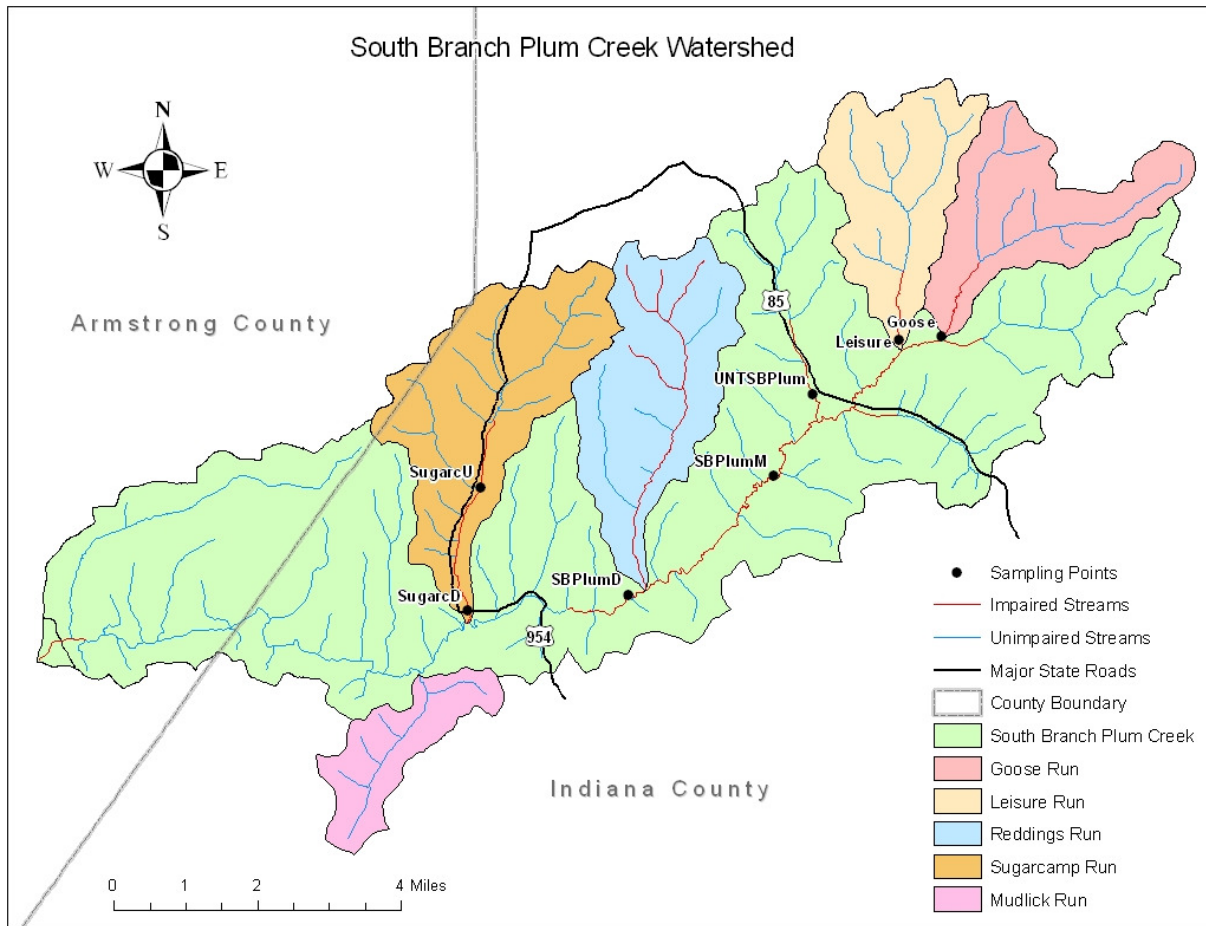 South Branch Plum Creek Watershed
N
W E
S
Armstrong County
85
Goose
Leisure
UNTSBPlum
SBPlumM
SugarcU
SBPlumD
SugarcD
954
Indiana County
Sampling Points
Impaired Streams
Unimpaired Streams
Major State Roads
County Boundary
South Branch Plum Creek
Goose Run
Leisure Run
Reddings Run
Sugarcamp Run
Mudlick Run
0 1 2 4 Miles